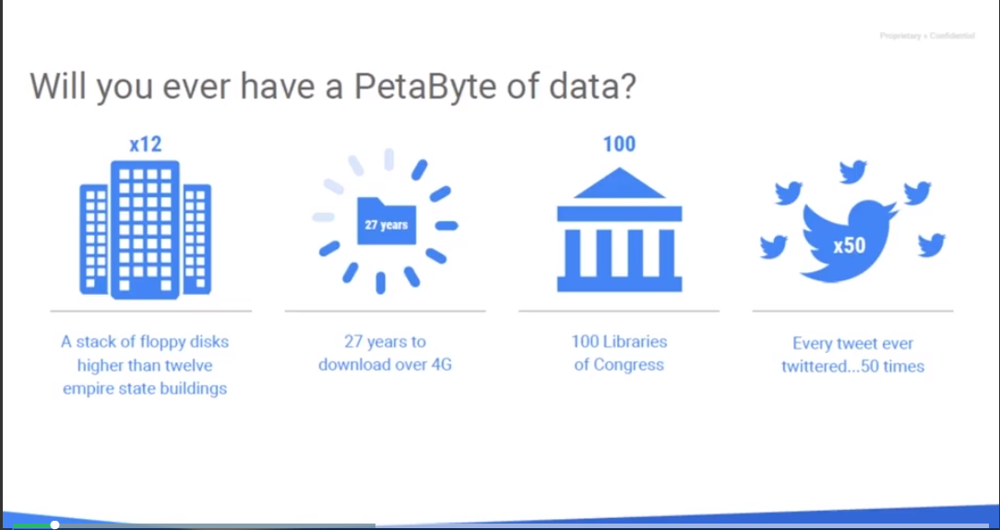 Proprietary + Confidential
Will you ever have a PetaByte of data?
x12
27 years
100
x50
A stack of floppy disks
higher than twelve
empire state buildings
27 years to
download over 4G
100 Libraries
of Congress
Every tweet ever
twittered...50 times